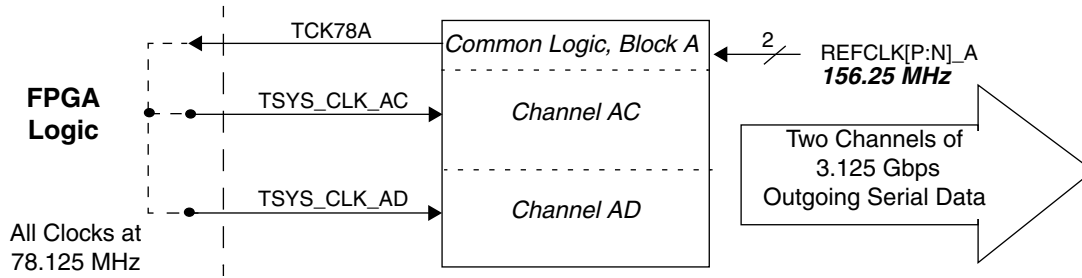 TCK78A
Common Logic, Block A
2
REFCLK[P:N]_A
156.25 MHz
FPGA
Logic
TSYS_CLK_AC
Channel AC
Two Channels of
3.125 Gbps
Outgoing Serial Data
TSYS_CLK_AD
Channel AD
All Clocks at
78.125 MHz